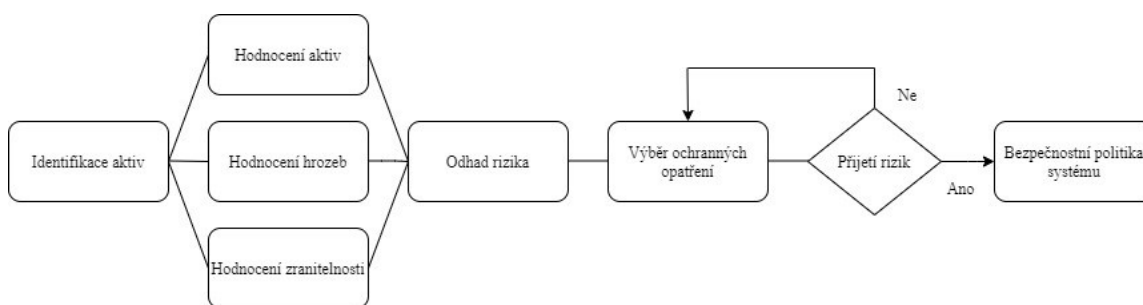 Hodnocení aktiv
Identifikace aktiv
Hodnocení hrozeb
Hodnocení zranitelnosti
Odhad rizika
Výběr ochranných
opatření
Přijetí rizik
Ne
Ano
Bezpečnostní politika
systému